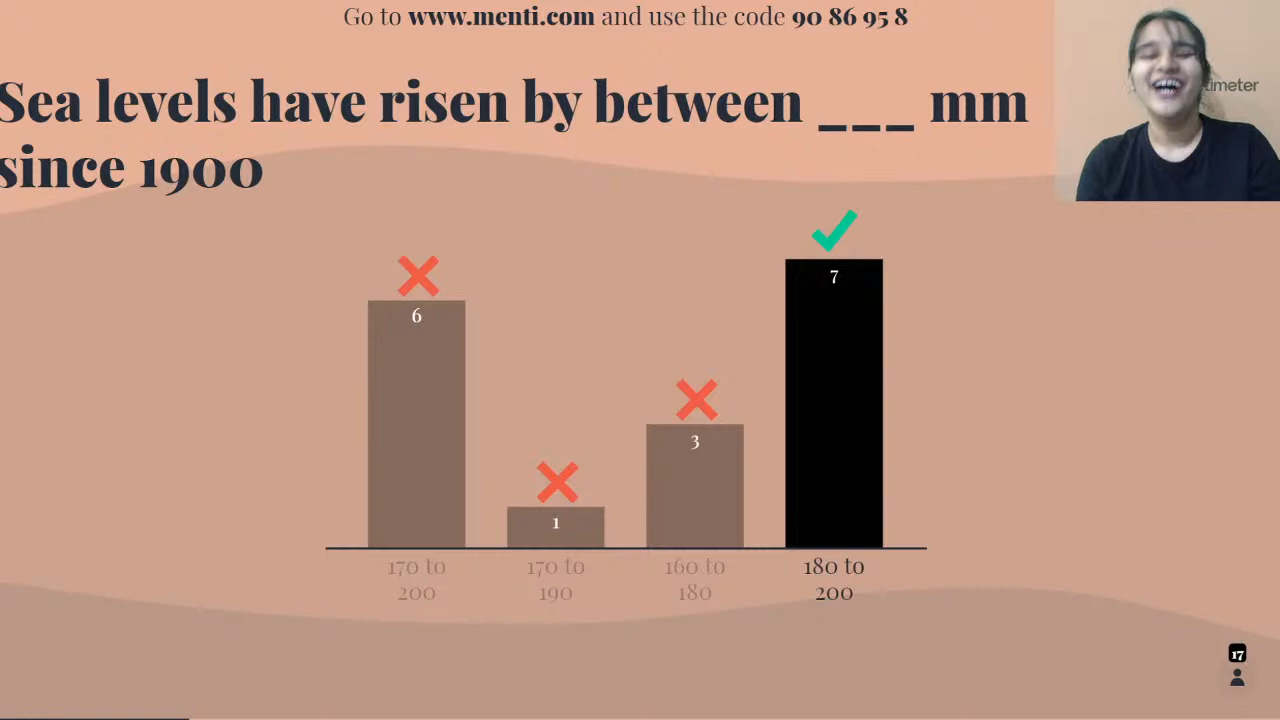 Go to www.menti.com and use the code 90 86 95 8
timeter
Sea levels have risen by between ___ mm
since 1900
7
6
3
1
170 to
200
170 to
190
160 to
180
180 to
200
17